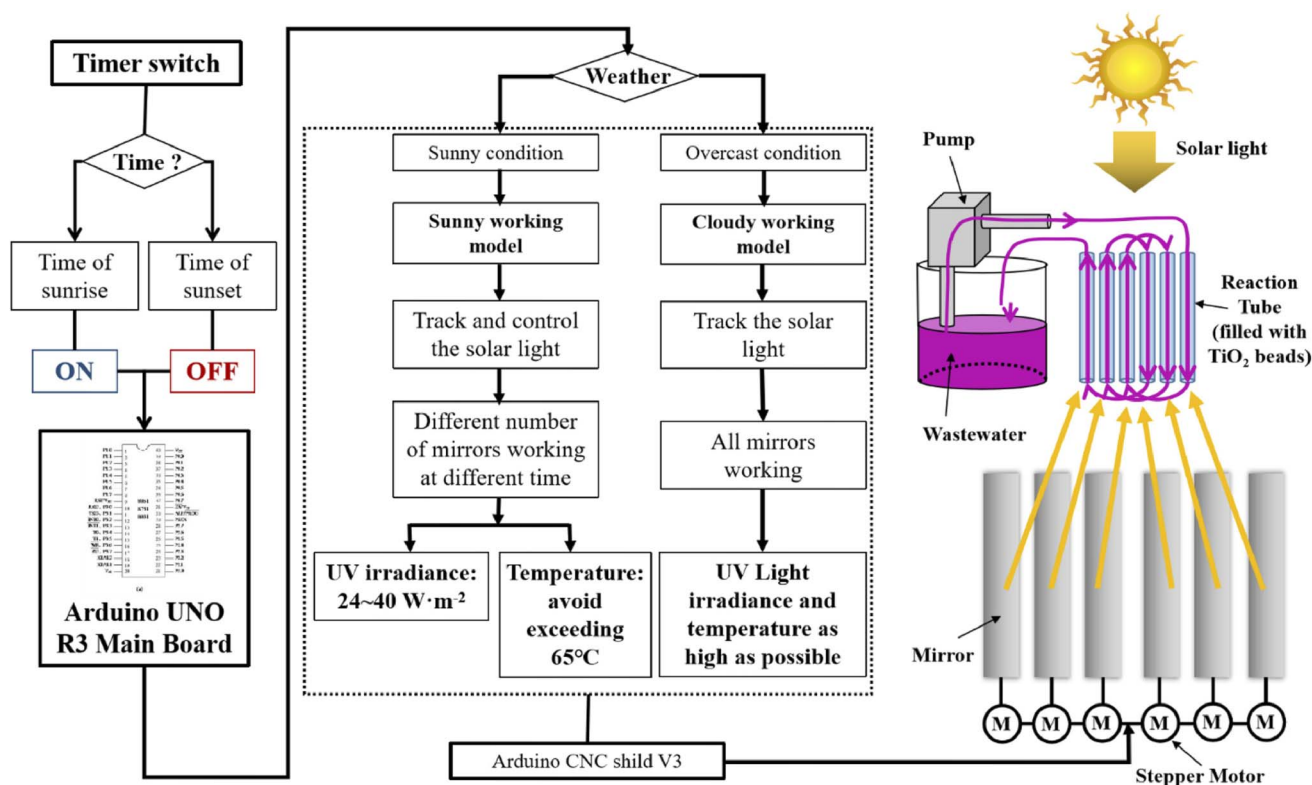 Timer switch
Time ?
Time of
sunrise
Time of
sunset
ON
OFF
(a)
Arduino UNO
R3 Main Board
Weather
Sunny condition
Overcast condition
Sunny working
model
Cloudy working
model
Track and control
the solar light
Track the solar
light
Different number
of mirrors working
at different time
All mirrors
working
UV irradiance:
24~40 W·m⁻²
Temperature:
avoid
exceeding
65℃
UV Light
irradiance and
temperature as
high as possible
Arduino CNC shild V3
Solar light
Pump
Reaction
Tube
(filled with
TiO₂ beads)
Wastewater
Mirror
M M M M M M
Stepper Motor